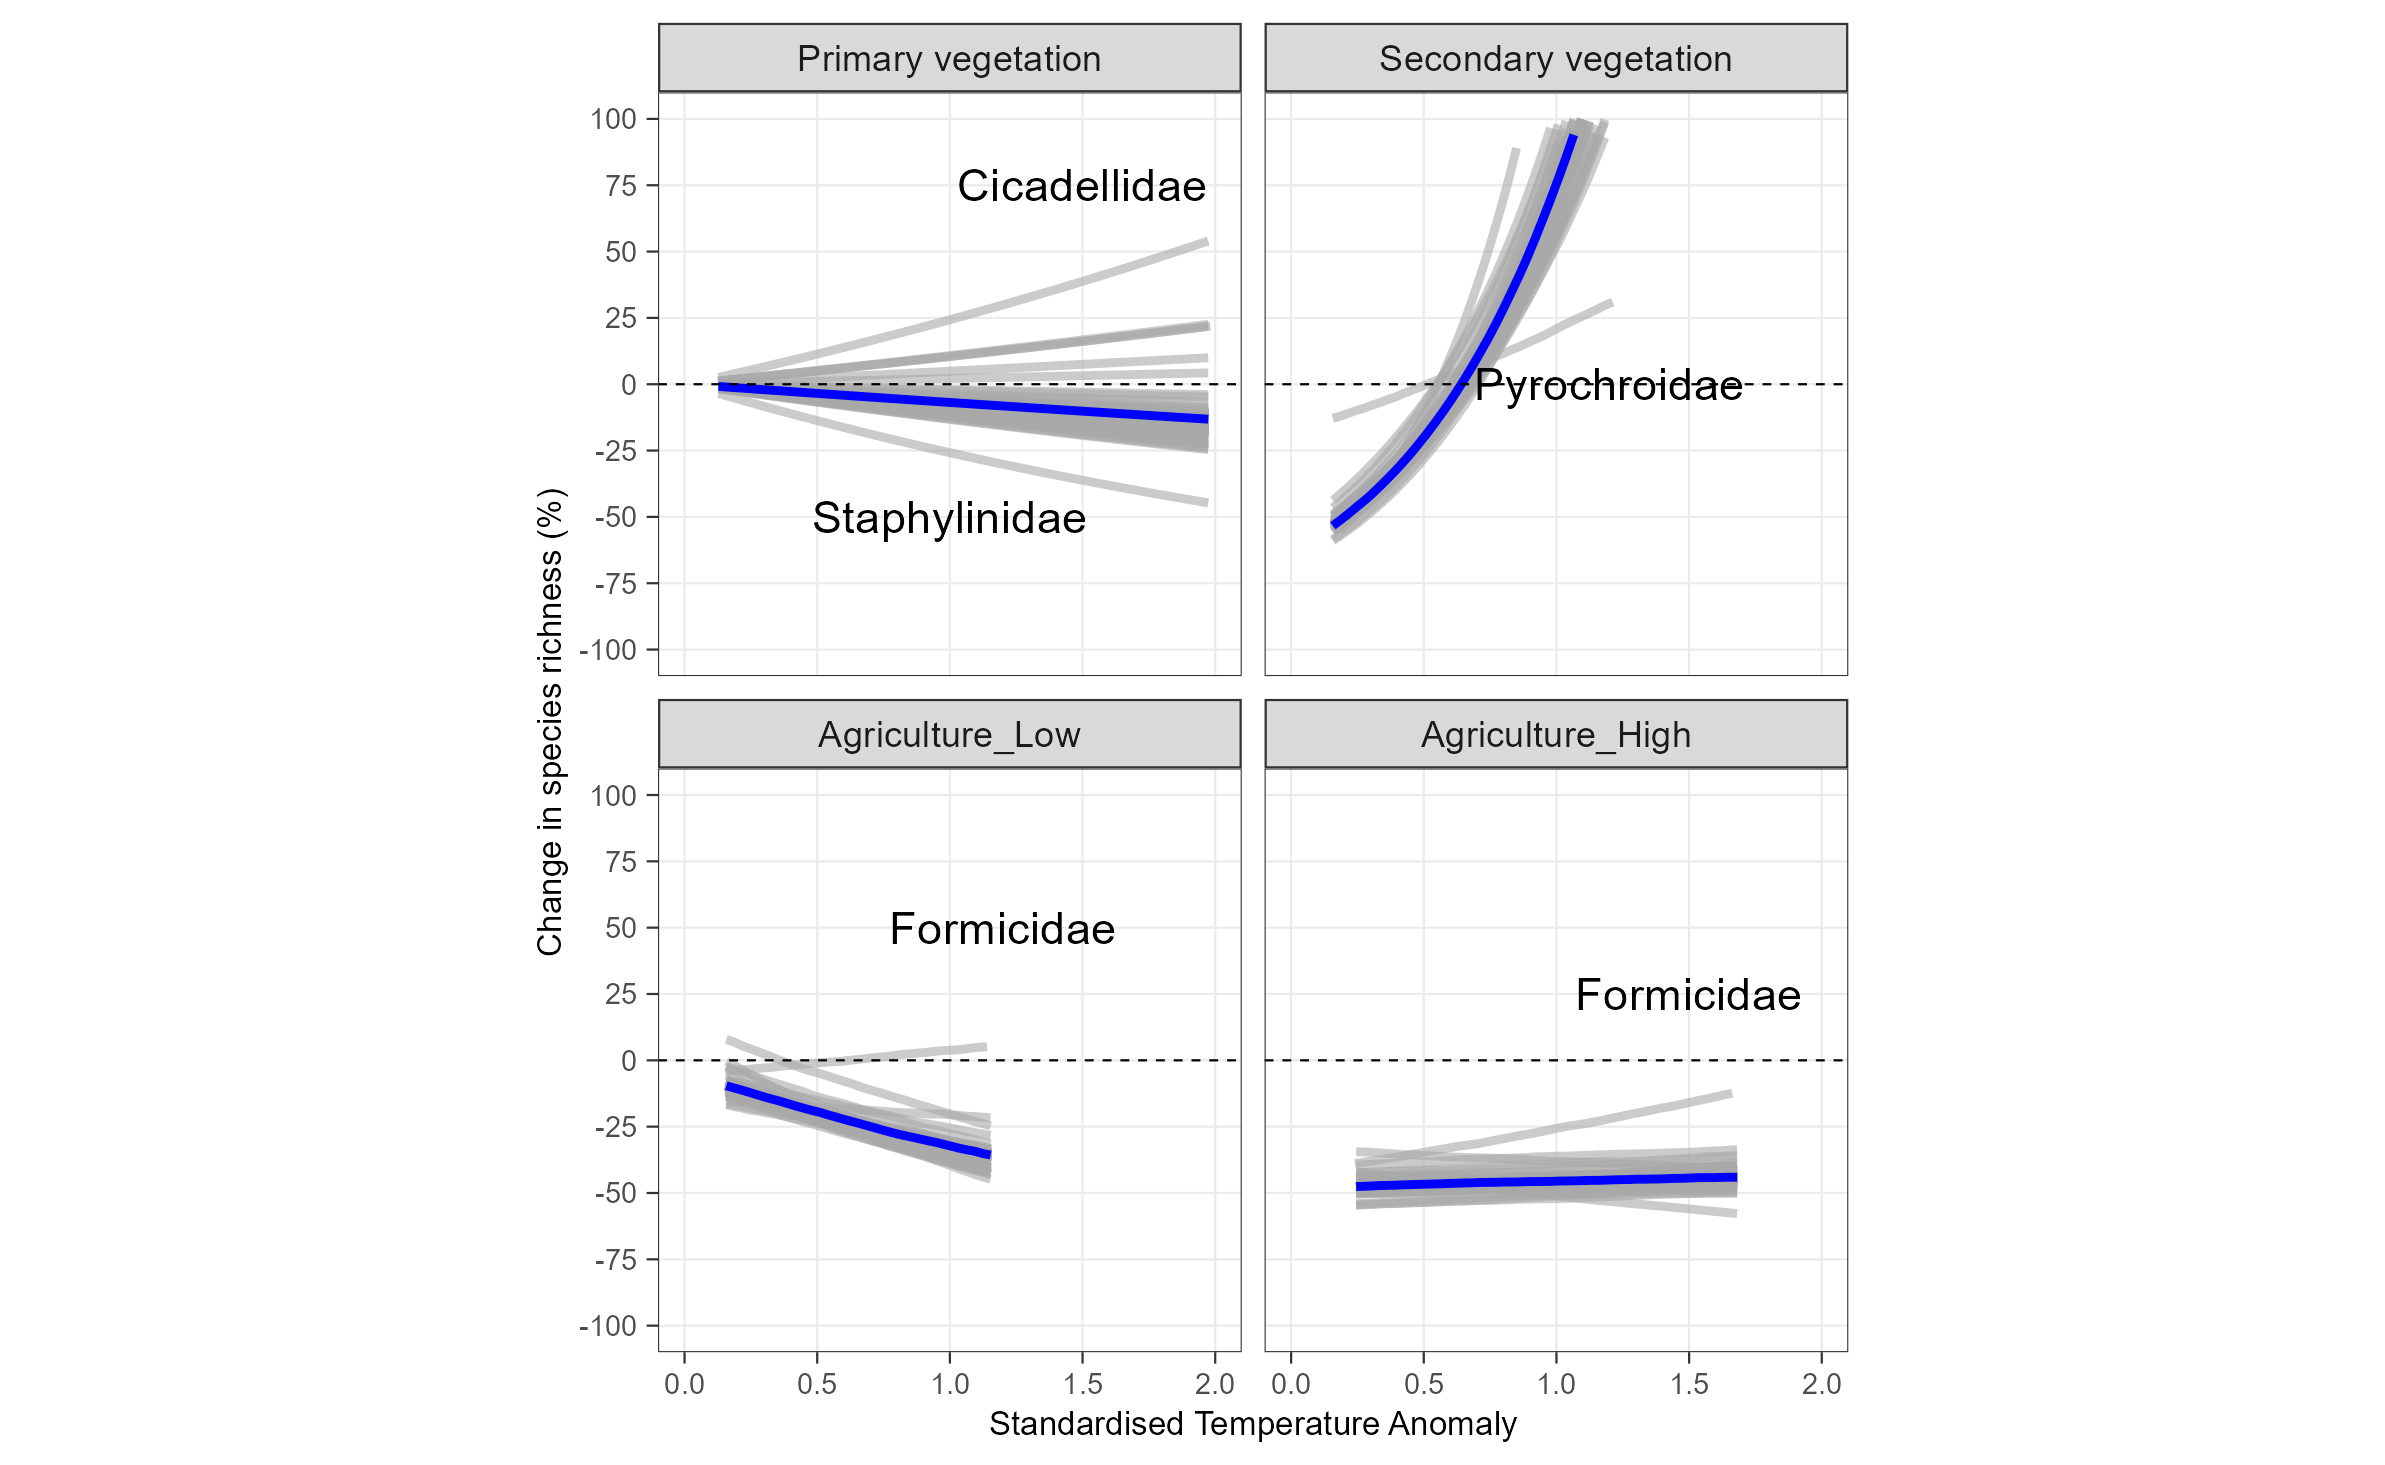 Primary vegetation
Secondary vegetation
100
75
50
25
0
-25
-50
-75
-100
Cicadellidae
Staphylinidae
Pyrochroidae
Change in species richness (%)
Agriculture_Low
Agriculture_High
100
75
50
25
0
-25
-50
-75
-100
Formicidae
Formicidae
0.0 0.5 1.0 1.5 2.0
0.0 0.5 1.0 1.5 2.0
Standardised Temperature Anomaly